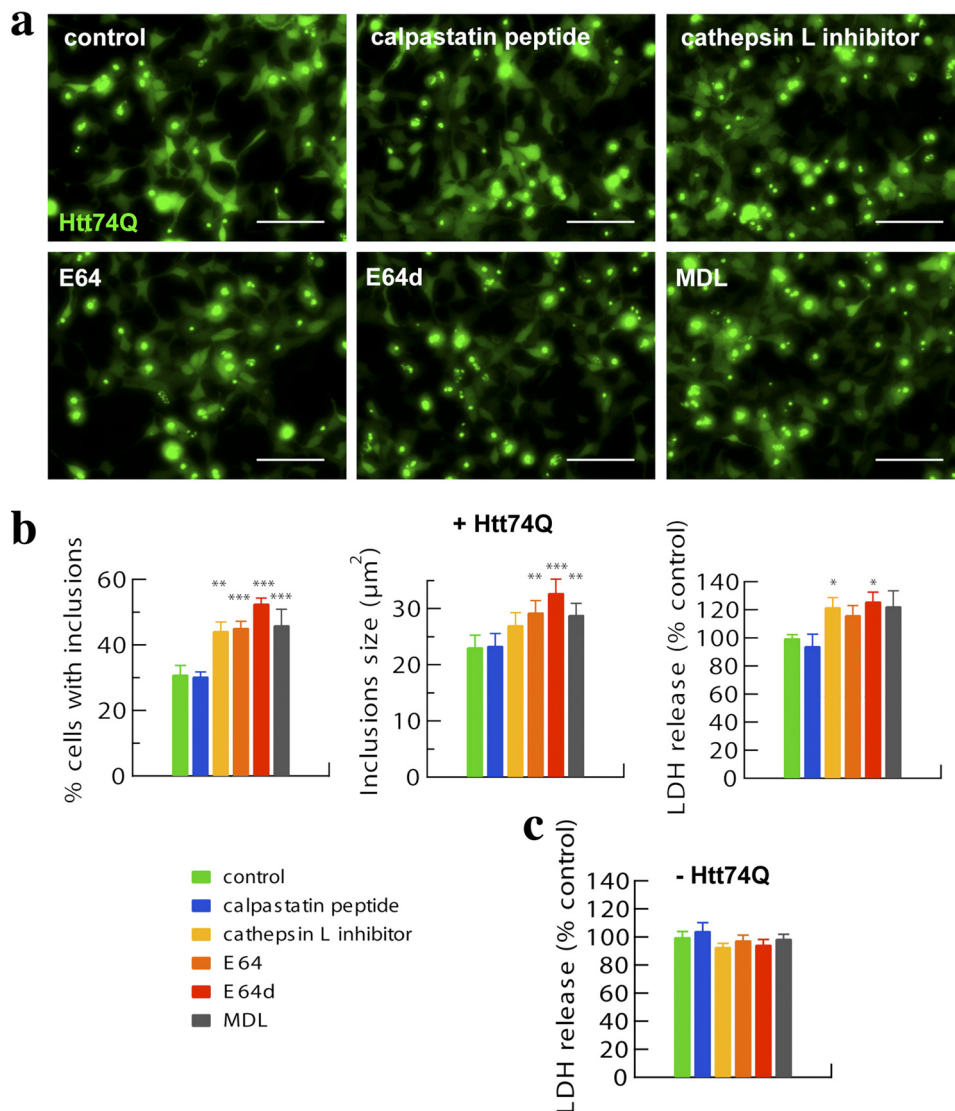 a
control
calpastatin peptide
cathepsin L inhibitor
Htt74Q
E64
E64d
MDL
b
+ Htt74Q
% cells with inclusions
60
40
20
0
** *** *** ***
Inclusions size (µm²)
30
20
10
0
** *** **
LDH release (% control)
140
120
100
80
60
40
20
0
* *
control
calpastatin peptide
cathepsin L inhibitor
E64
E64d
MDL
c
- Htt74Q
LDH release (% control)
140
120
100
80
60
40
20
0